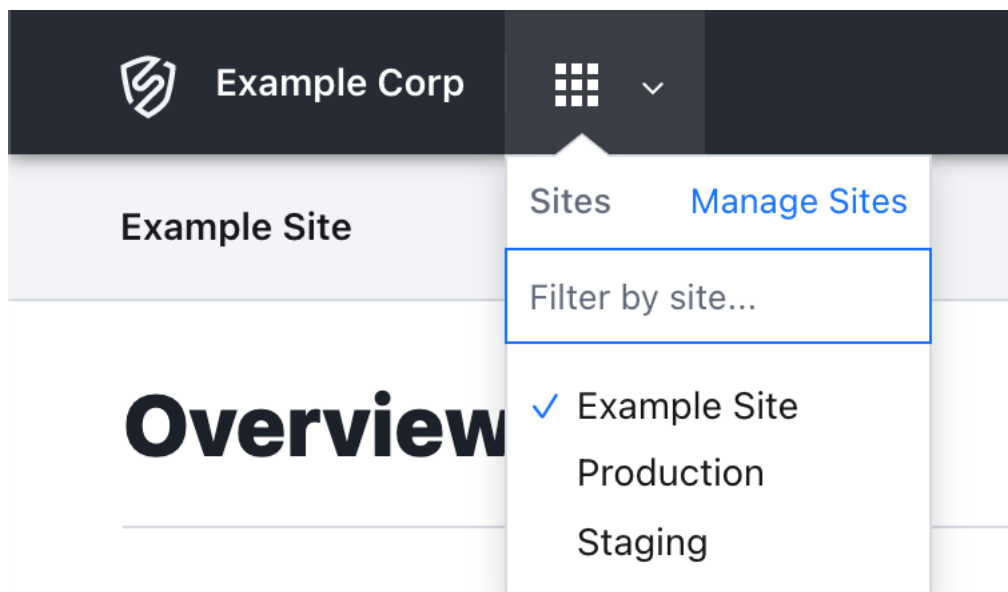 Example Corp
Sites Manage Sites
Example Site
Filter by site...
Overview
Example Site
Production
Staging